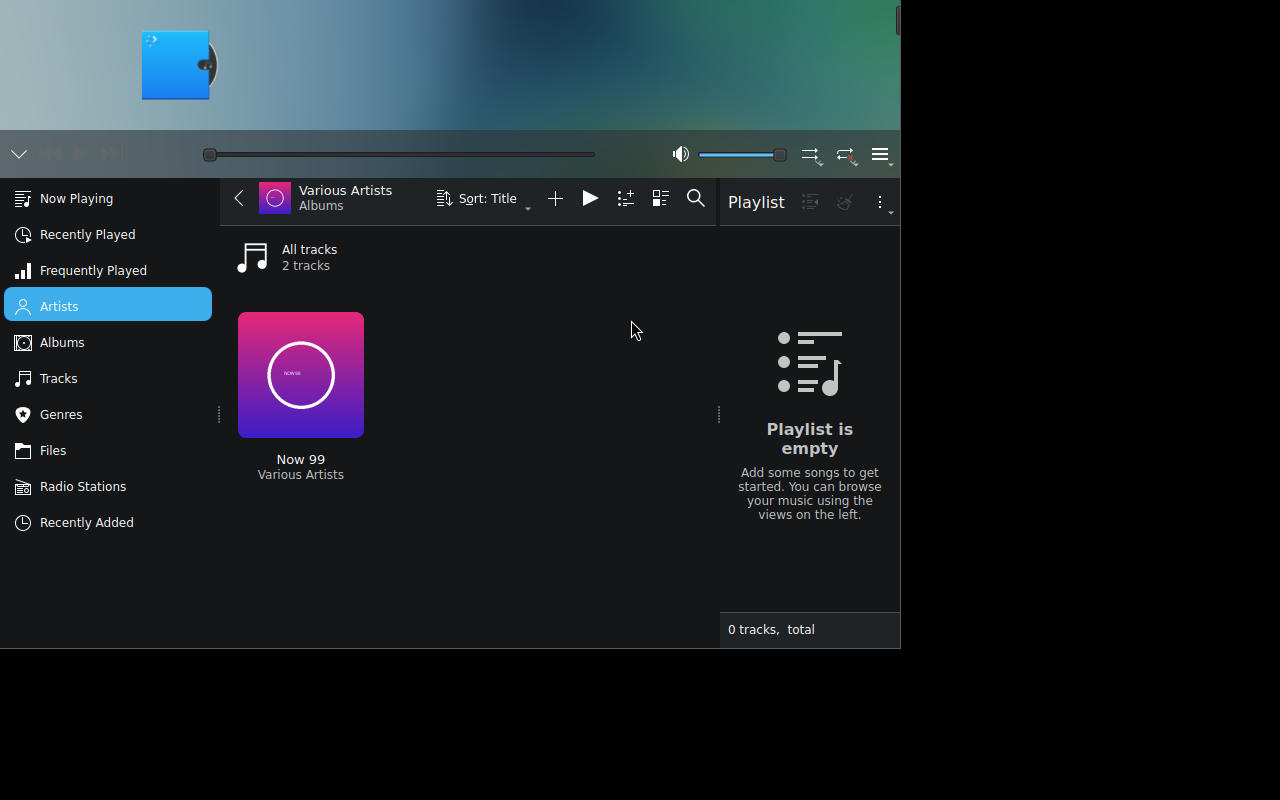 Now Playing
Recently Played
Frequently Played
Artists
Albums
Tracks
Genres
Files
Radio Stations
Recently Added
Various Artists
Albums
Sort: Title
All tracks
2 tracks
NOW 99
Now 99
Various Artists
Playlist
Playlist is
empty
Add some songs to get
started. You can browse
your music using the
views on the left.
0 tracks,  total